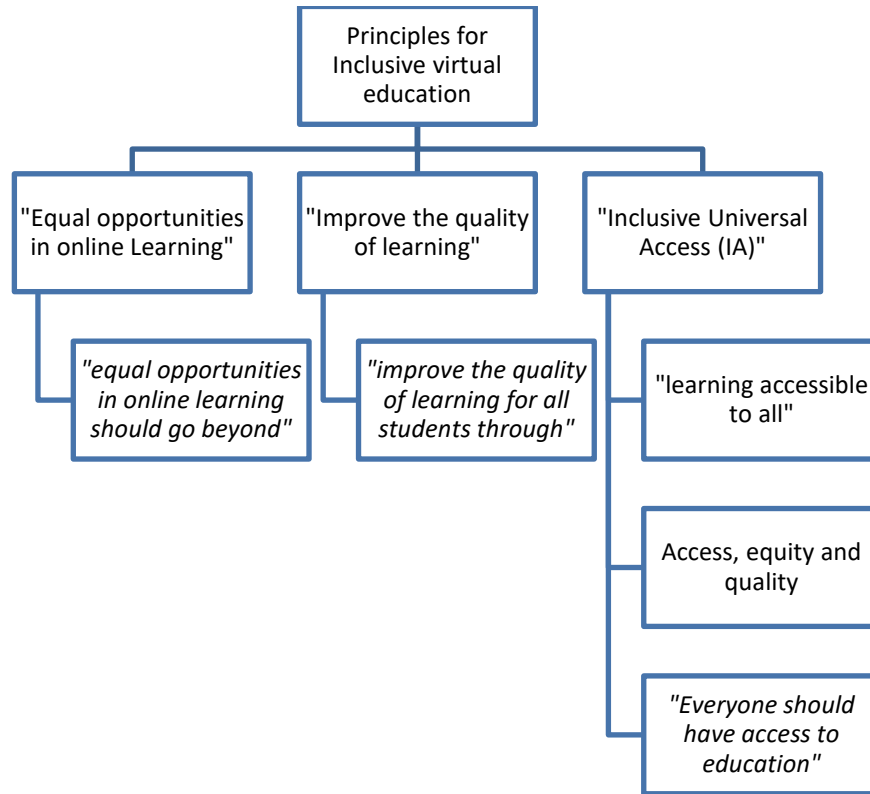 Principles for
Inclusive virtual
education
"Equal opportunities
in online Learning"
"equal opportunities
in online learning
should go beyond"
"Improve the quality
of learning"
"improve the quality
of learning for all
students through"
"Inclusive Universal
Access (IA)"
"learning accessible
to all"
Access, equity and
quality
"Everyone should
have access to
education"